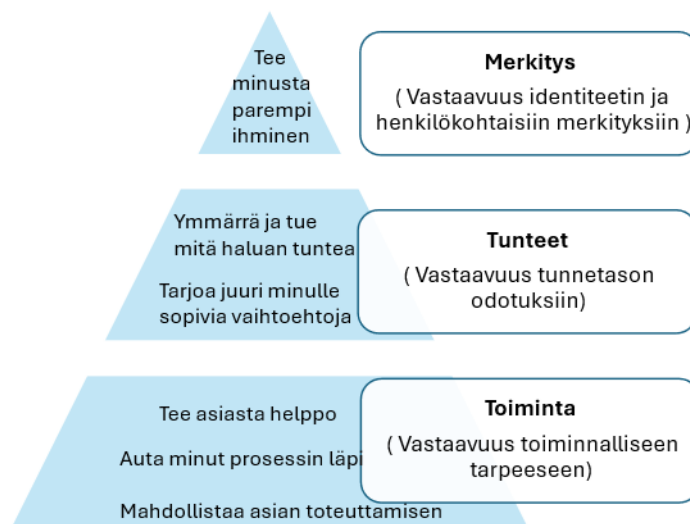 Tee
minusta
parempi
ihminen
Merkitys
( Vastaavuus identiteetin ja
henkilökohtaisiin merkityksiin )
Ymmärrä ja tue
mitä haluan tuntea
Tarjoa juuri minulle
sopivia vaihtoehtoja
Tunteet
( Vastaavuus tunnetason
odotuksiin)
Tee asiasta helppo
Auta minut prosessin läpi
Mahdollistaa asian toteuttamisen
Toiminta
( Vastaavuus toiminnalliseen
tarpeeseen)